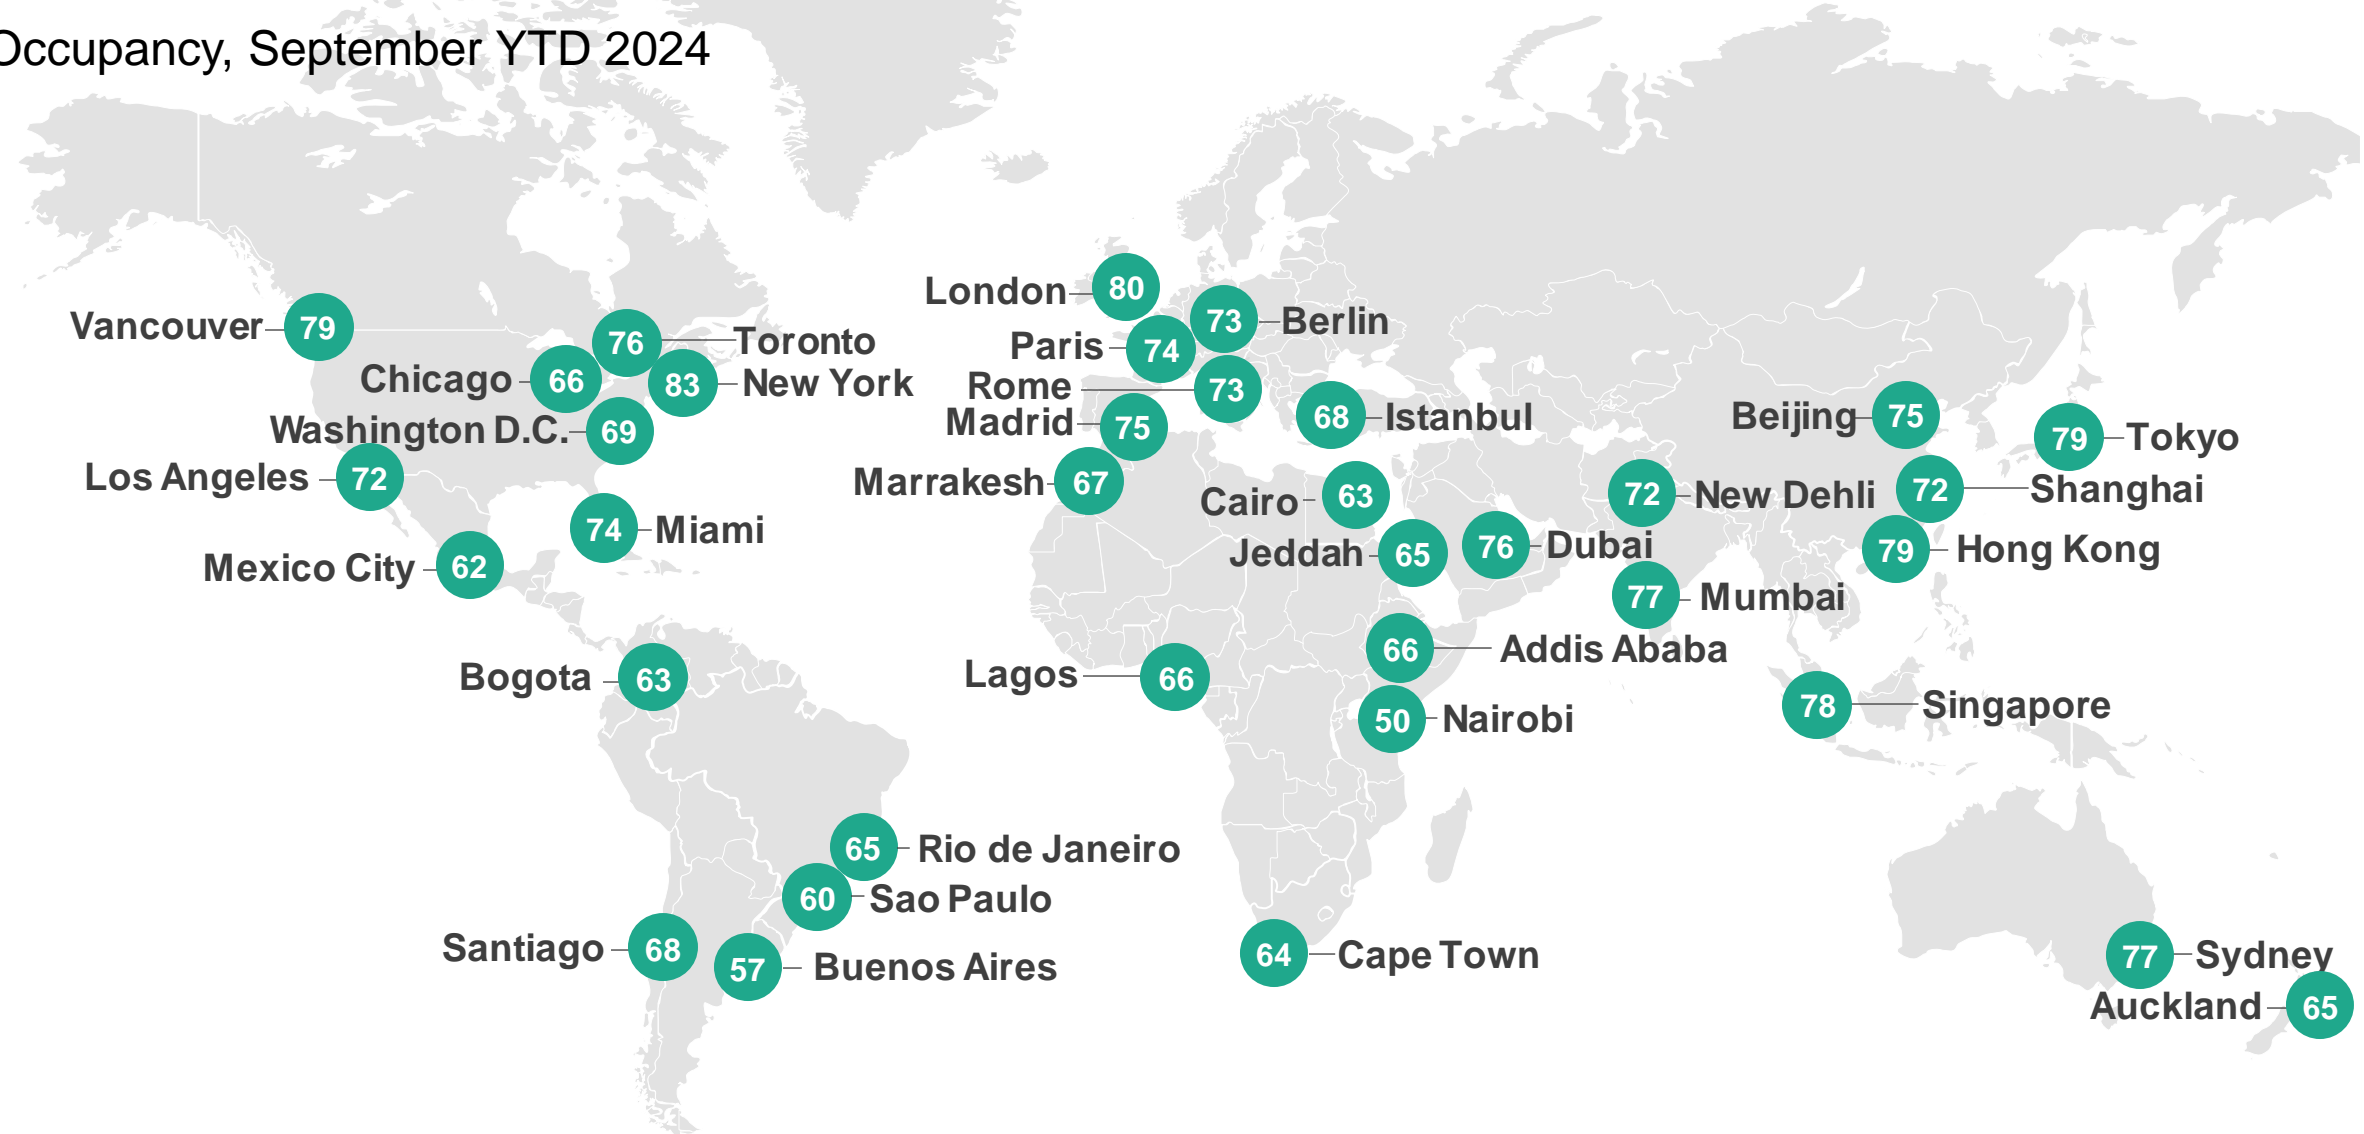 Occupancy, September YTD 2024
London 80
Vancouver 79
73 Berlin
76 Toronto
Paris 74
Chicago 66
83 New York
Rome 73
Madrid 75
68 Istanbul
Beijing 75
Washington D.C. 69
79 Tokyo
Los Angeles 72
Marrakesh 67
Cairo 63
72 New Dehli
72 Shanghai
74 Miami
Jeddah 65
76 Dubai
79 Hong Kong
Mexico City 62
77 Mumbai
66 Addis Ababa
Bogota 63
Lagos 66
50 Nairobi
78 Singapore
65 Rio de Janeiro
60 Sao Paulo
Santiago 68
57 Buenos Aires
64 Cape Town
77 Sydney
Auckland 65